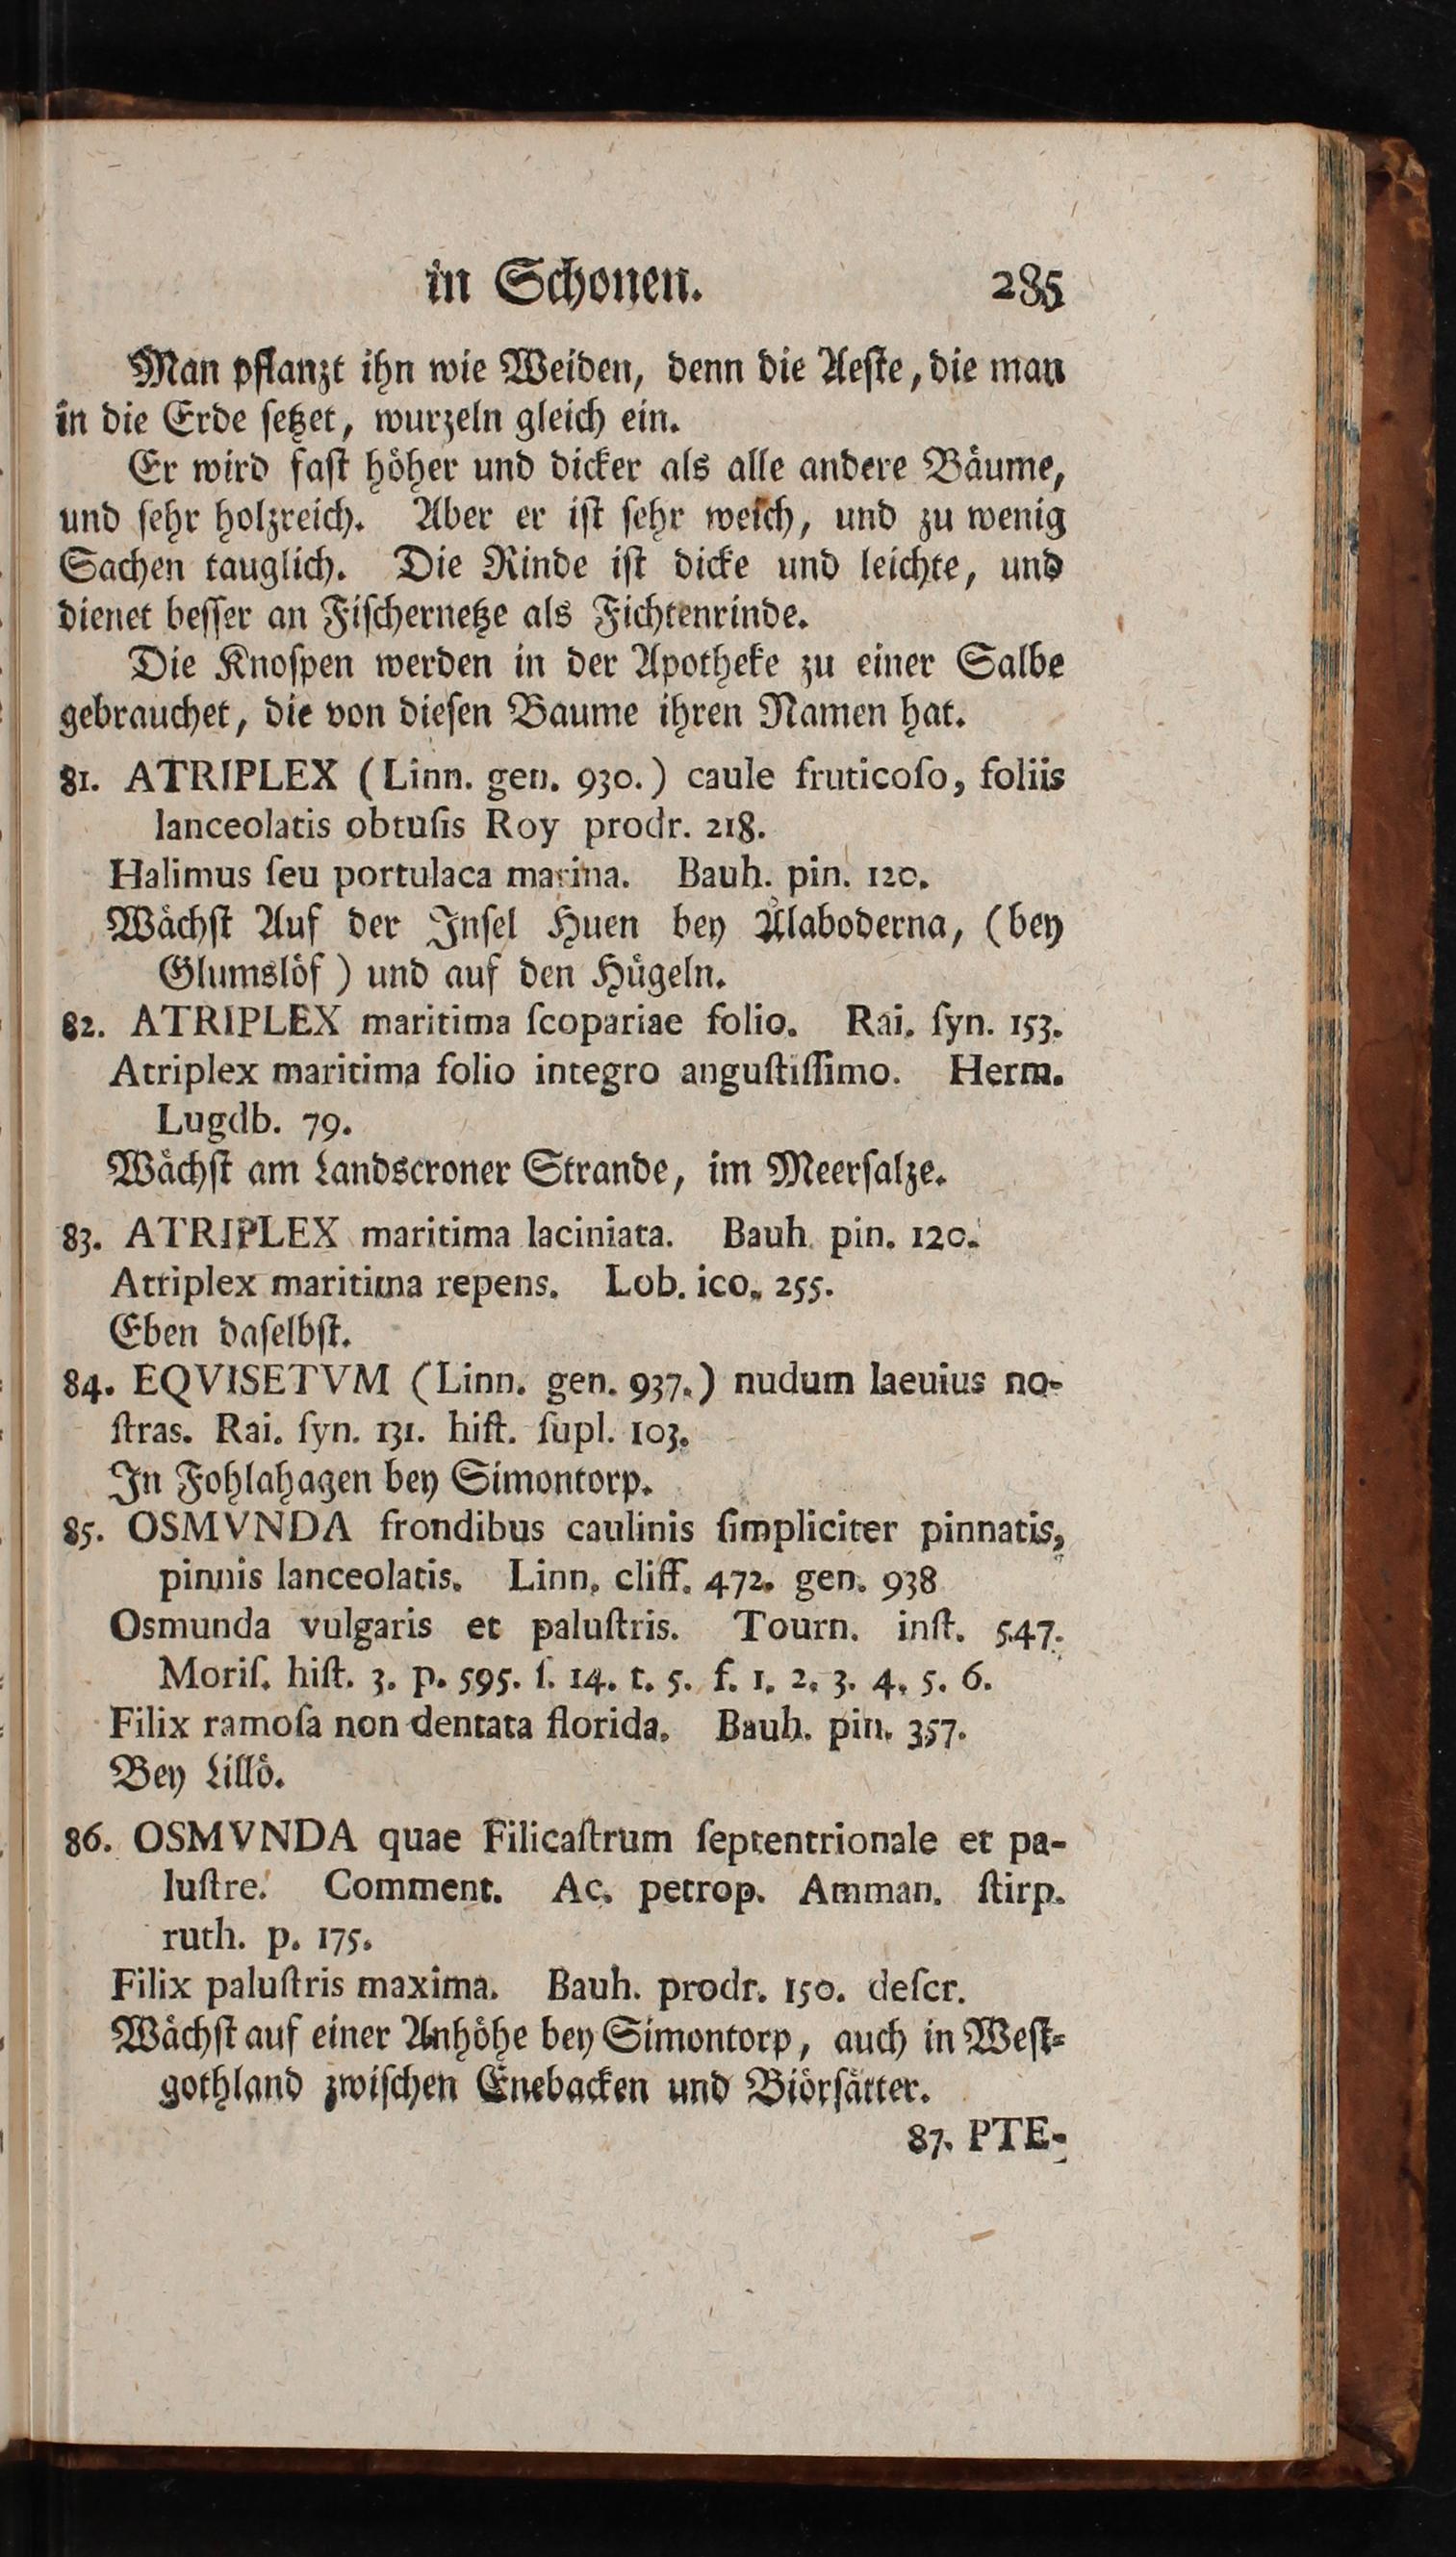 in Schonen. 285
Man pflanzt ihn wie Weiden, denn die Aeſte, die man
in die Erde ſetzet, wurzeln gleich ein.
Er wird faſt höher und dicker als alle andere Bäume,
und ſehr holzreich. Aber er iſt ſehr weich, und zu wenig
Sachen tauglich. Die Rinde iſt dicke und leichte, und
dienet beſſer an Fiſchernetze als Fichtenrinde.
Die Knoſpen werden in der Apotheke zu einer Salbe
gebrauchet, die von dieſen Baume ihren Namen hat.
81. ATRIPLEX (Linn. gen. 930.) caule fruticoſo, foliis
lanceolatis obtuſis Roy prodr. 218.
Halimus ſeu portulaca marina. Bauh. pin. 120.
Wächſt Auf der Inſel Huen bey Ålaboderna, (bey
Glumslöf) und auf den Hügeln.
82. ATRIPLEX maritima ſcopariae folio. Rai. ſyn. 153.
Atriplex maritima folio integro anguſtiſſimo. Herm.
Lugdb. 79.
Wächſt am Landscroner Strande, im Meerſalze.
83. ATRIPLEX maritima laciniata. Bauh. pin. 120.
Atriplex maritima repens. Lob. ico. 255.
Eben daſelbſt.
84. EQVISETVM (Linn. gen. 937.) nudum laeuius no-
ſtras. Rai. ſyn. 131. hiſt. ſupl. 103.
In Fohlahagen bey Simontorp.
85. OSMVNDA frondibus caulinis ſimpliciter pinnatis,
pinnis lanceolatis. Linn. cliff. 472. gen. 938
Osmunda vulgaris et paluſtris. Tourn. inſt. 547.
Moriſ. hiſt. 3. p. 595. ſ. 14. t. 5. f. 1. 2. 3. 4. 5. 6.
Filix ramoſa non dentata florida. Bauh. pin. 357.
Bey Lillö.
86. OSMVNDA quae Filicaſtrum ſeptentrionale et pa-
luſtre. Comment. Ac. petrop. Amman. ſtirp.
ruth. p. 175.
Filix paluſtris maxima. Bauh. prodr. 150. deſcr.
Wächſt auf einer Anhöhe bey Simontorp, auch in Weſt-
gothland zwiſchen Enebacken und Biörſätter.
87. PTE-